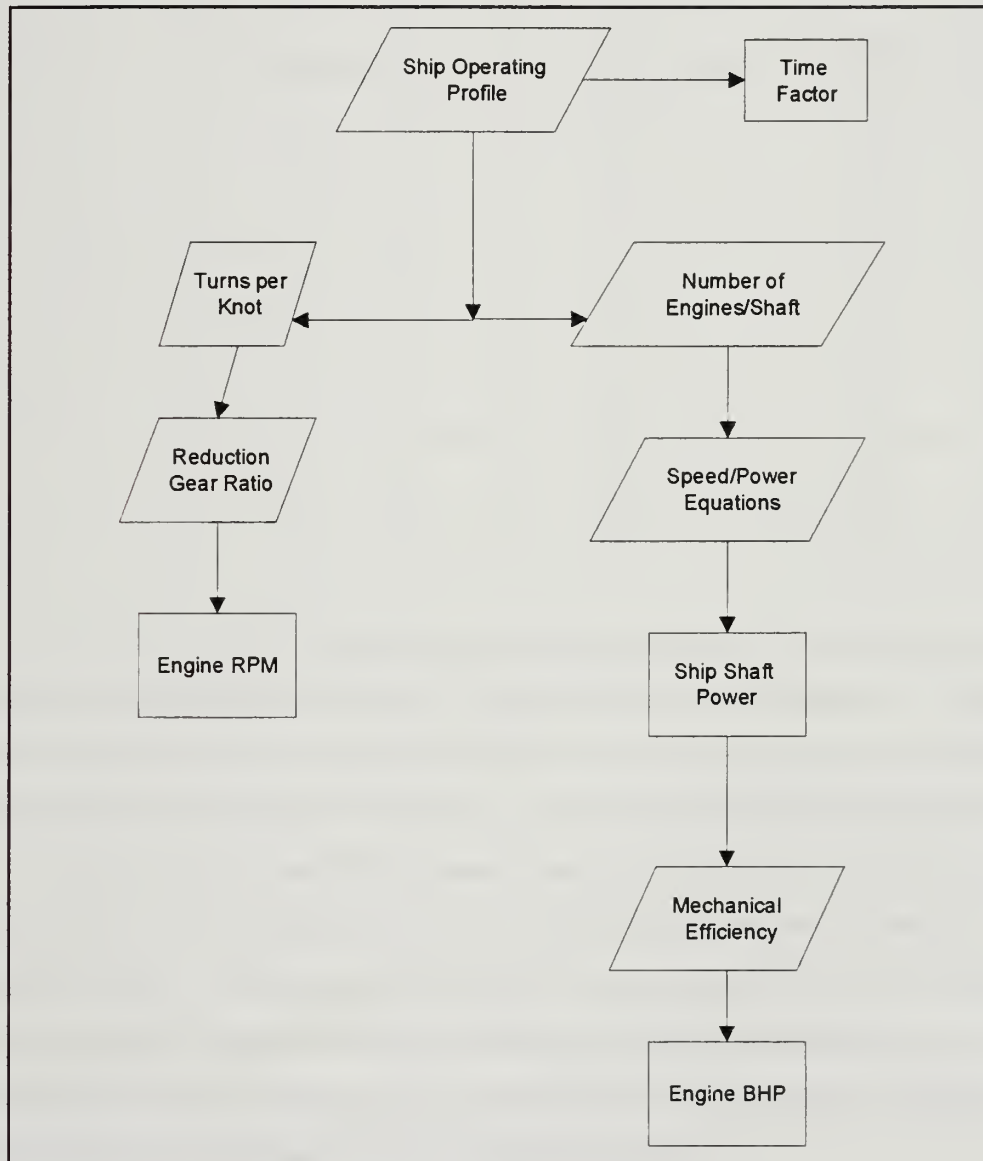 Ship Operating
Profile
Time
Factor
Turns per
Knot
Number of
Engines/Shaft
Reduction
Gear Ratio
Speed/Power
Equations
Engine RPM
Ship Shaft
Power
Mechanical
Efficiency
Engine BHP